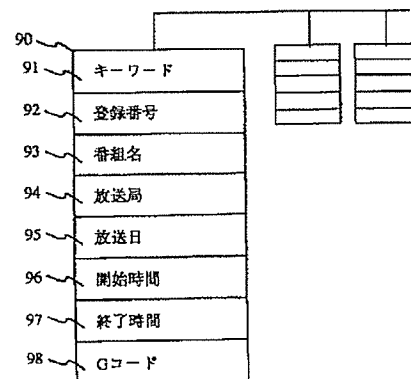 90
91 キーワード
92 登録番号
93 番組名
94 放送局
95 放送日
96 開始時間
97 終了時間
98 Gコード